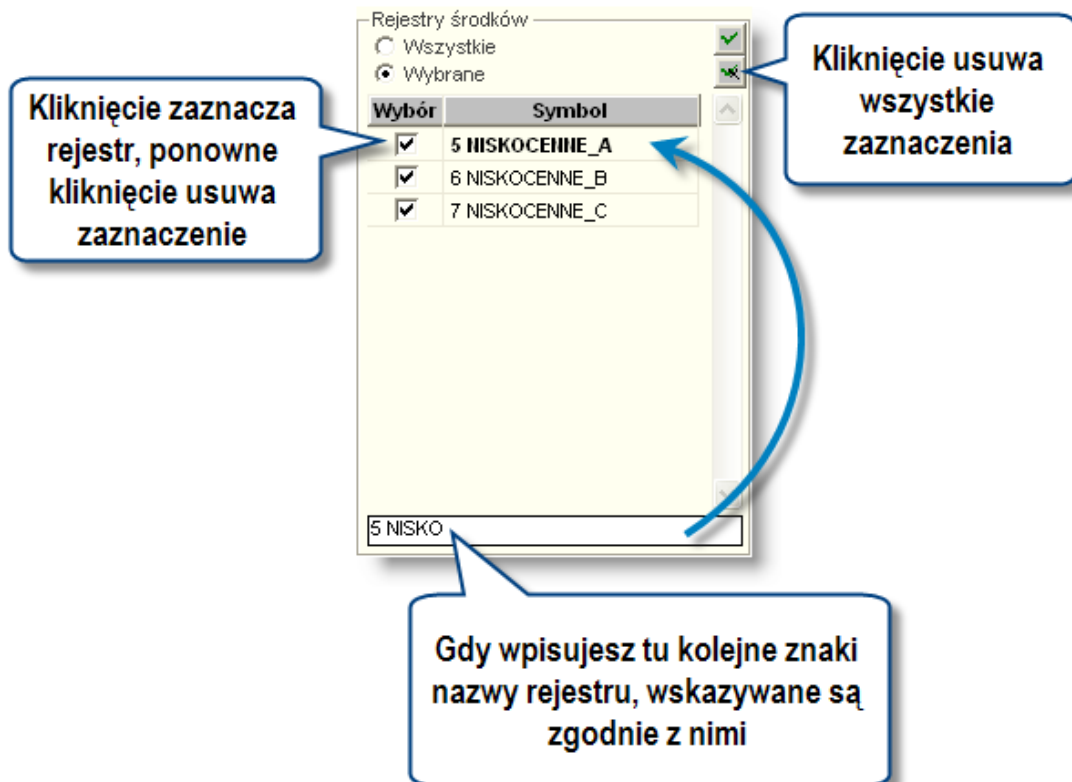 Rejestry środków
Wszystkie
Wybrane
Wybór Symbol
5 NISKOCENNE_A
6 NISKOCENNE_B
7 NISKOCENNE_C
5 NISKO
Kliknięcie zaznacza
rejestr, ponowne
kliknięcie usuwa
zaznaczenie
Kliknięcie usuwa
wszystkie
zaznaczenia
Gdy wpisujesz tu kolejne znaki
nazwy rejestru, wskazywane są
zgodnie z nimi